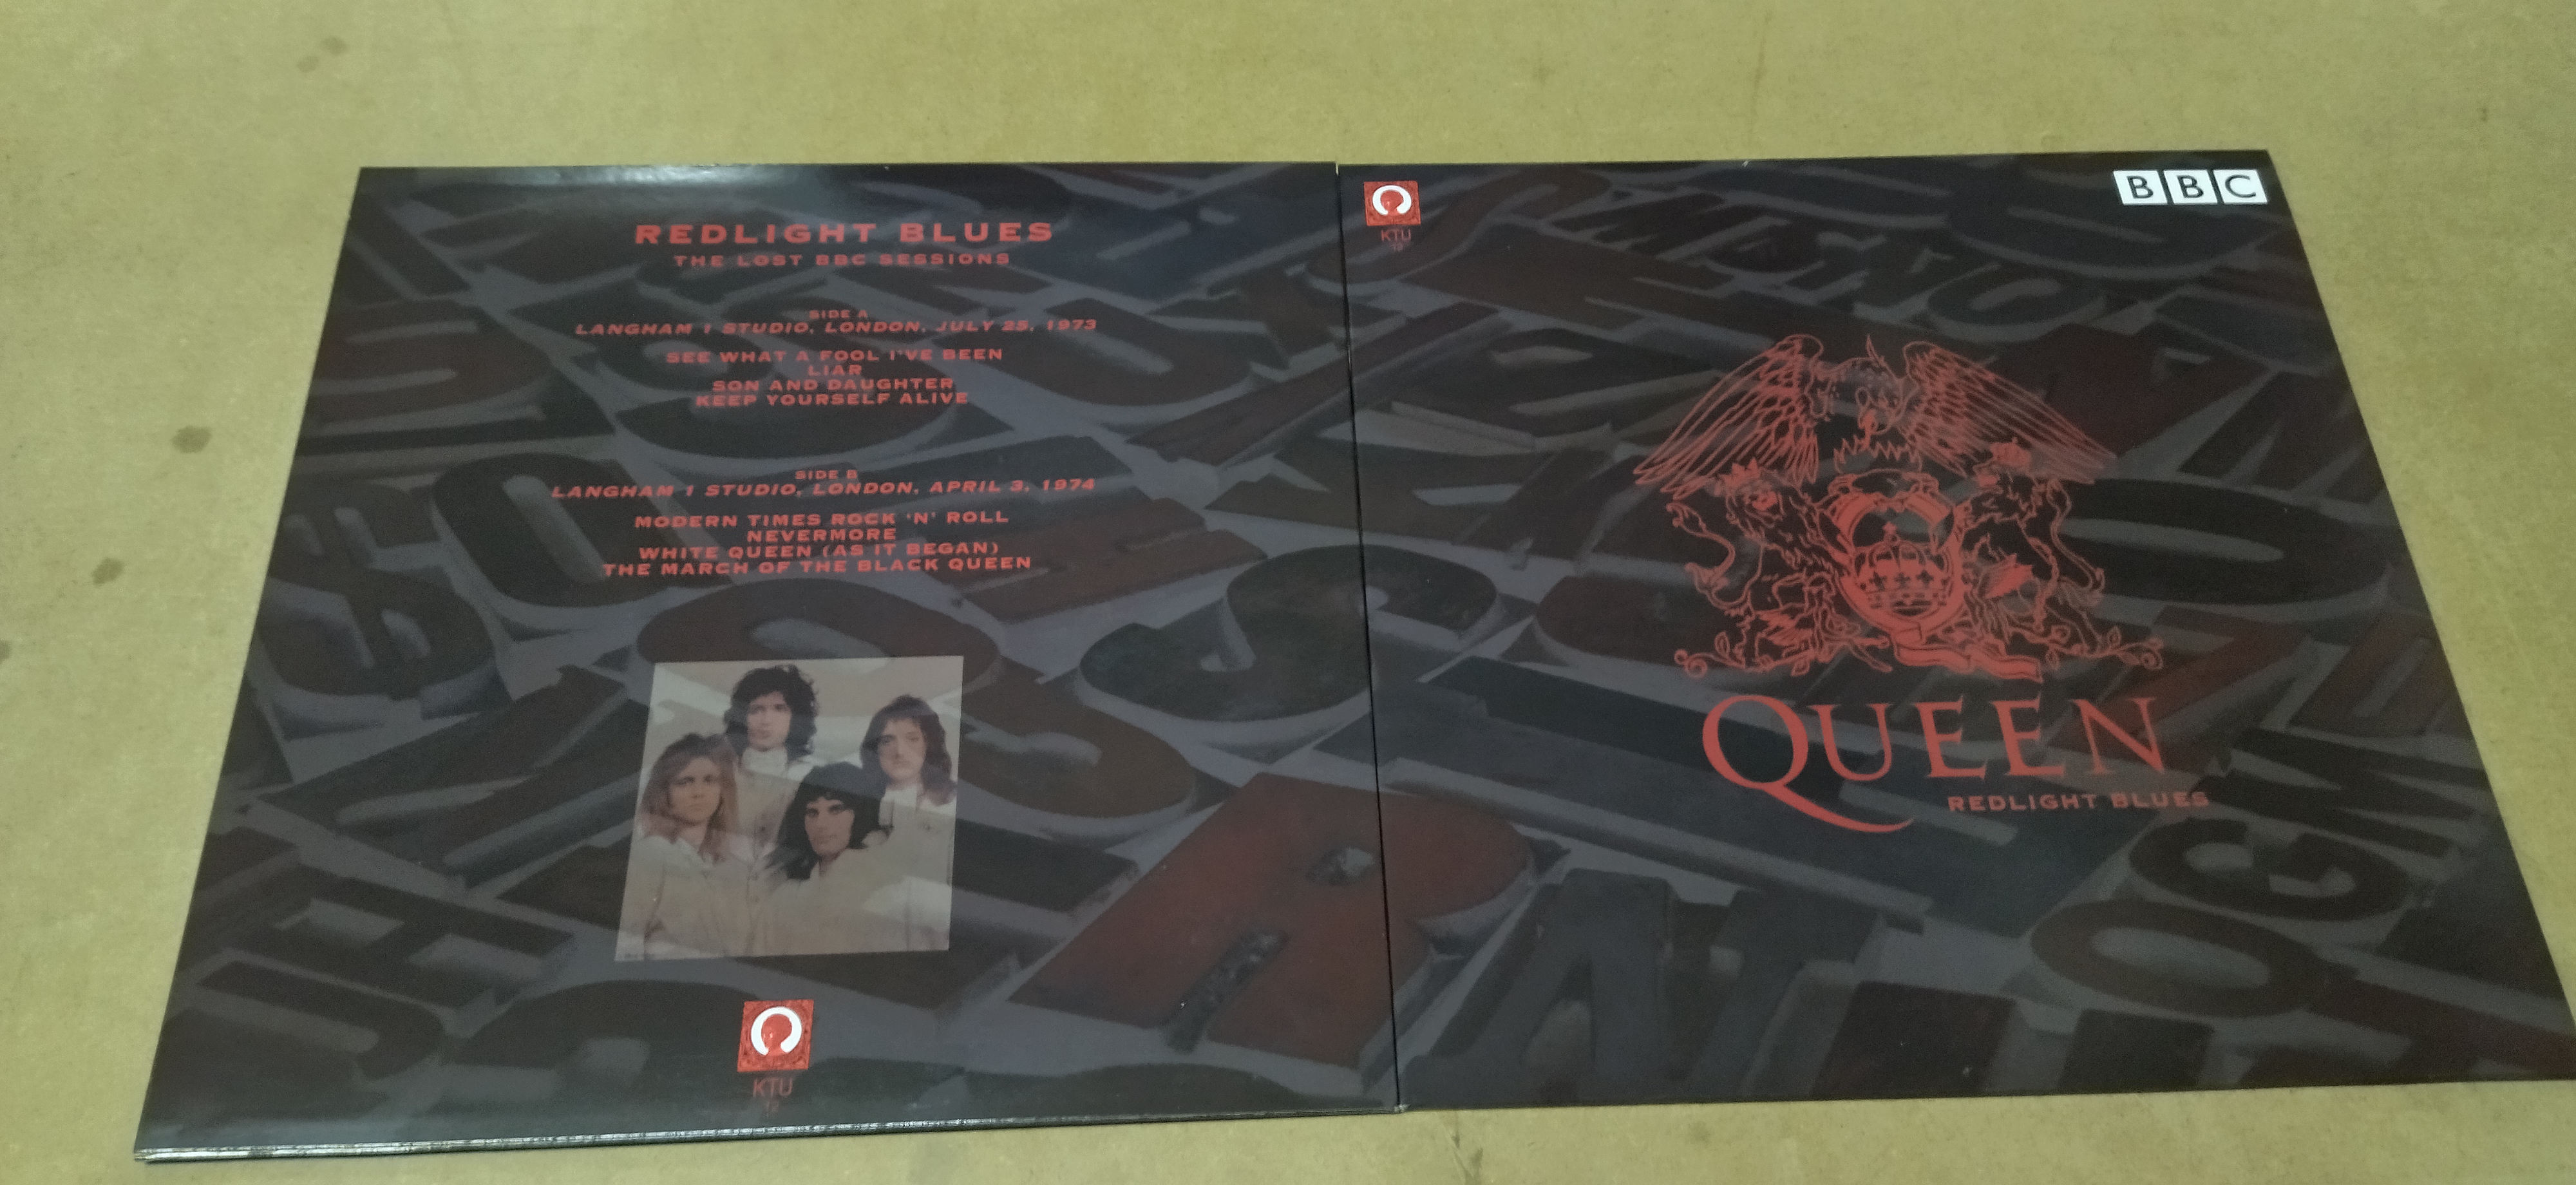 REDLIGHT BLUES
THE LOST BBC SESSIONS
SIDE A
LANGHAM 1 STUDIO, LONDON, JULY 25, 1973
SEE WHAT A FOOL I'VE BEEN
LIAR
SON AND DAUGHTER
KEEP YOURSELF ALIVE
SIDE B
LANGHAM 1 STUDIO, LONDON, APRIL 3, 1974
MODERN TIMES ROCK 'N' ROLL
NEVERMORE
WHITE QUEEN (AS IT BEGAN)
THE MARCH OF THE BLACK QUEEN
KTU
KTU
BBC
QUEEN
REDLIGHT BLUES